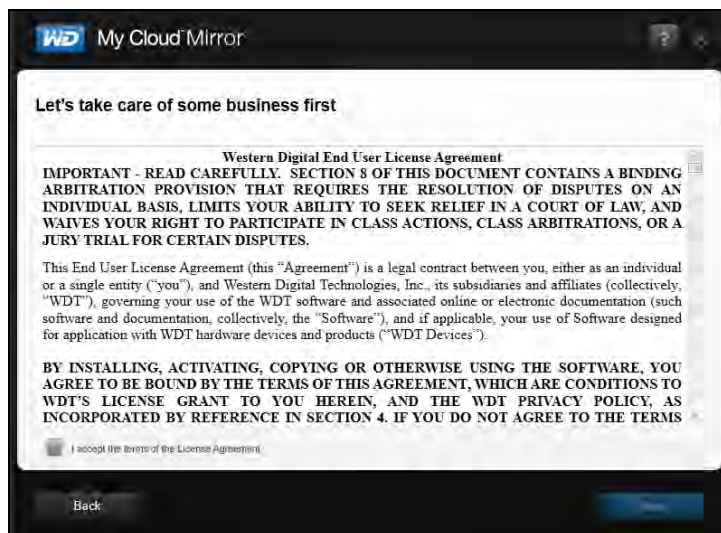 WD My Cloud Mirror
?
Let's take care of some business first
Western Digital End User License Agreement
IMPORTANT - READ CAREFULLY. SECTION 8 OF THIS DOCUMENT CONTAINS A BINDING
ARBITRATION PROVISION THAT REQUIRES THE RESOLUTION OF DISPUTES ON AN
INDIVIDUAL BASIS, LIMITS YOUR ABILITY TO SEEK RELIEF IN A COURT OF LAW, AND
WAIVES YOUR RIGHT TO PARTICIPATE IN CLASS ACTIONS, CLASS ARBITRATIONS, OR A
JURY TRIAL FOR CERTAIN DISPUTES.
This End User License Agreement (this “Agreement”) is a legal contract between you, either as an individual
or a single entity (“you”), and Western Digital Technologies, Inc., its subsidiaries and affiliates (collectively,
“WDT”), governing your use of the WDT software and associated online or electronic documentation (such
software and documentation, collectively, the “Software”), and if applicable, your use of Software designed
for application with WDT hardware devices and products (“WDT Devices”).
BY INSTALLING, ACTIVATING, COPYING OR OTHERWISE USING THE SOFTWARE, YOU
AGREE TO BE BOUND BY THE TERMS OF THIS AGREEMENT, WHICH ARE CONDITIONS TO
WDT'S LICENSE GRANT TO YOU HEREIN, AND THE WDT PRIVACY POLICY, AS
INCORPORATED BY REFERENCE IN SECTION 4. IF YOU DO NOT AGREE TO THE TERMS
I accept the terms of the License Agreement
Back